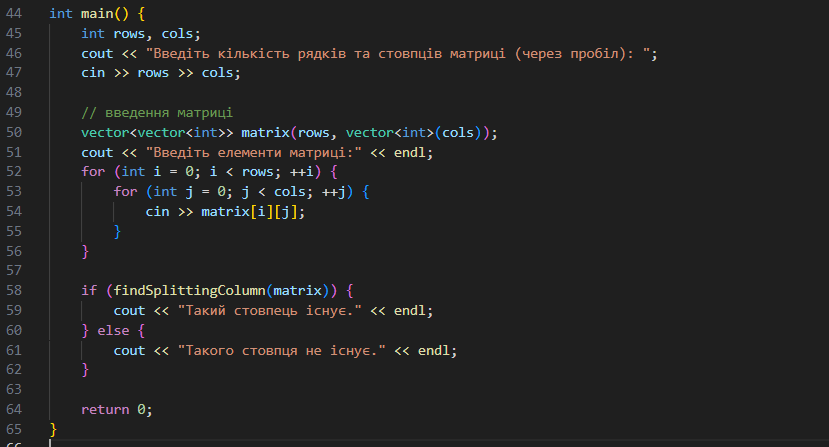 44 int main() {
45     int rows, cols;
46     cout << "Введіть кількість рядків та стовпців матриці (через пробіл): ";
47     cin >> rows >> cols;
48
49     // введення матриці
50     vector<vector<int>> matrix(rows, vector<int>(cols));
51     cout << "Введіть елементи матриці:" << endl;
52     for (int i = 0; i < rows; ++i) {
53         for (int j = 0; j < cols; ++j) {
54             cin >> matrix[i][j];
55         }
56     }
57
58     if (findSplittingColumn(matrix)) {
59         cout << "Такий стовпець існує." << endl;
60     } else {
61         cout << "Такого стовпця не існує." << endl;
62     }
63
64     return 0;
65 }
66